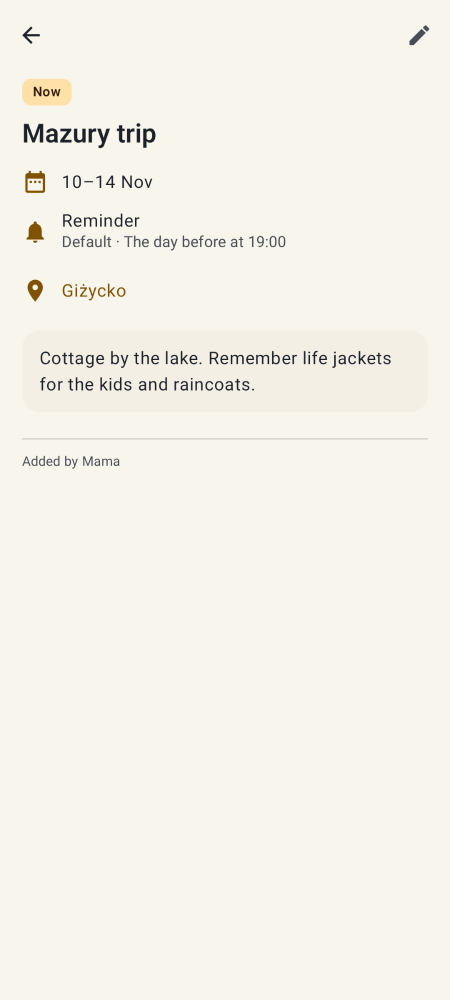 Now
Mazury trip
10–14 Nov
Reminder
Default · The day before at 19:00
Giżycko
Cottage by the lake. Remember life jackets
for the kids and raincoats.
Added by Mama